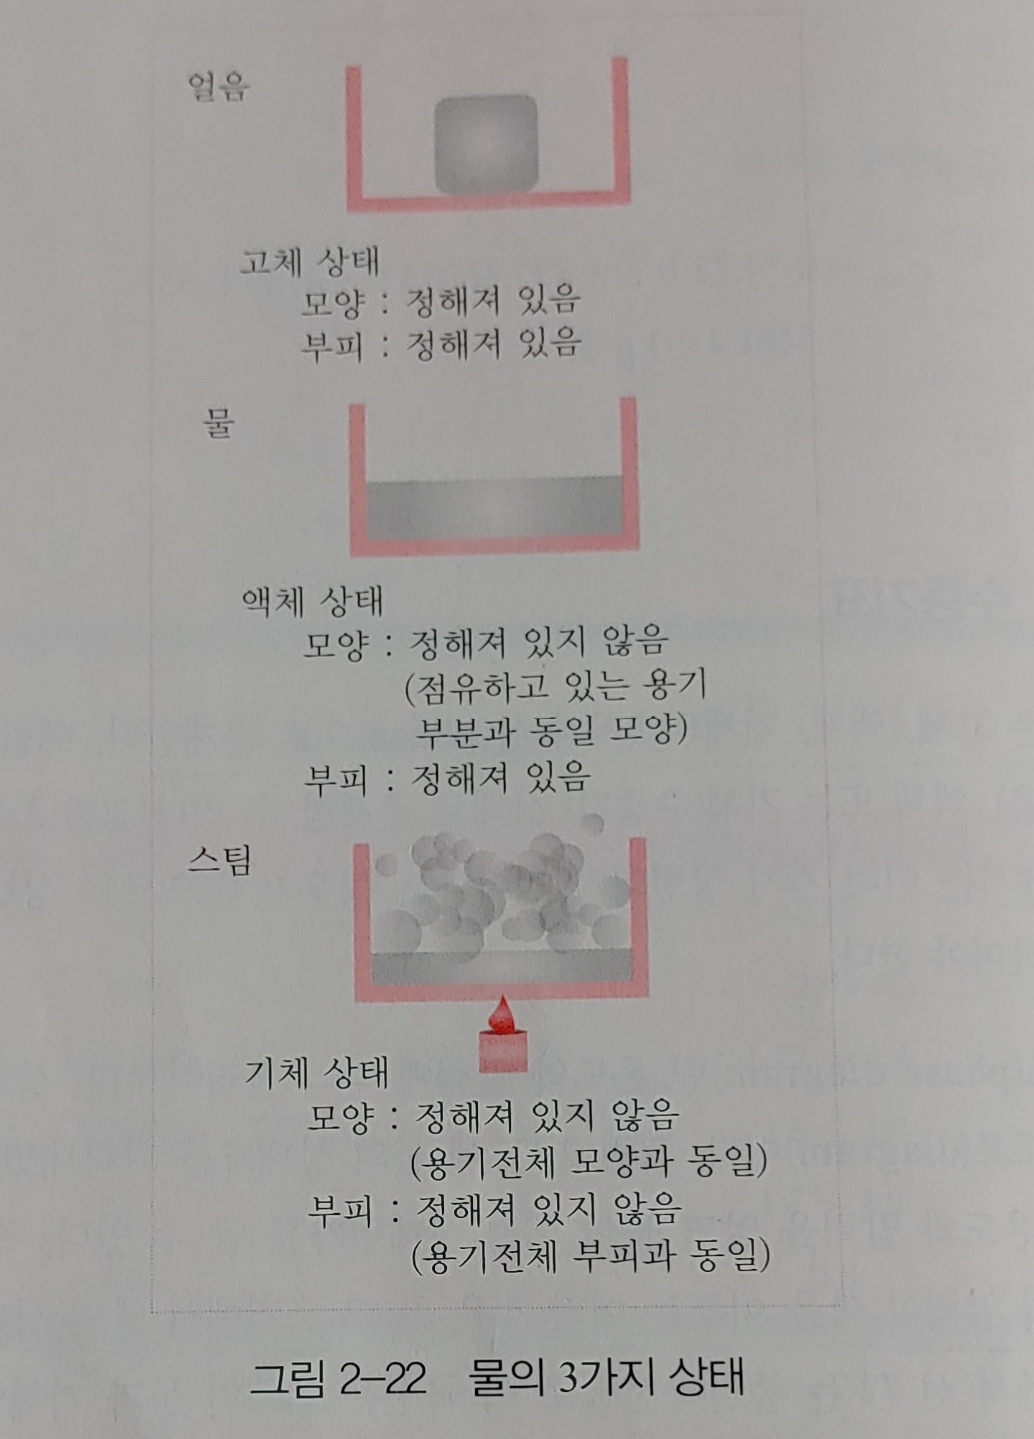 얼음
고체 상태
모양 : 정해져 있음
부피 : 정해져 있음
물
액체 상태
모양 : 정해져 있지 않음
(점유하고 있는 용기
부분과 동일 모양)
부피 : 정해져 있음
스팀
기체 상태
모양 : 정해져 있지 않음
(용기전체 모양과 동일)
부피 : 정해져 있지 않음
(용기전체 부피과 동일)
그림 2-22 물의 3가지 상태